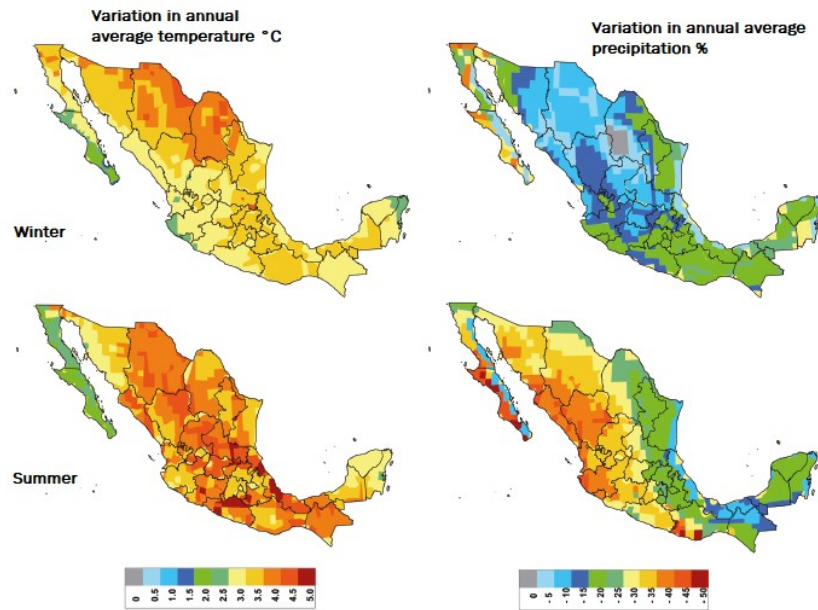 Variation in annual
average temperature °C
Variation in annual average
precipitation %
Winter
Summer
0 0.5 1.0 1.5 2.0 2.5 3.0 3.5 4.0 4.5 5.0
0 - 5 - 10 - 15 - 20 - 25 - 30 - 35 - 40 - 45 - 50